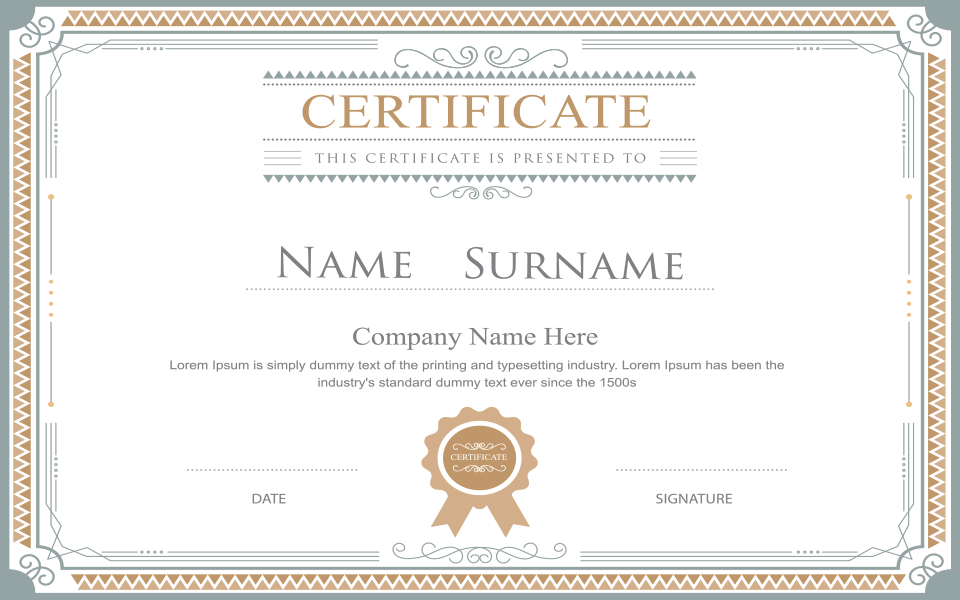 CERTIFICATE
THIS CERTIFICATE IS PRESENTED TO
NAME SURNAME
Company Name Here
Lorem Ipsum is simply dummy text of the printing and typesetting industry. Lorem Ipsum has been the
industry's standard dummy text ever since the 1500s
CERTIFICATE
DATE
SIGNATURE